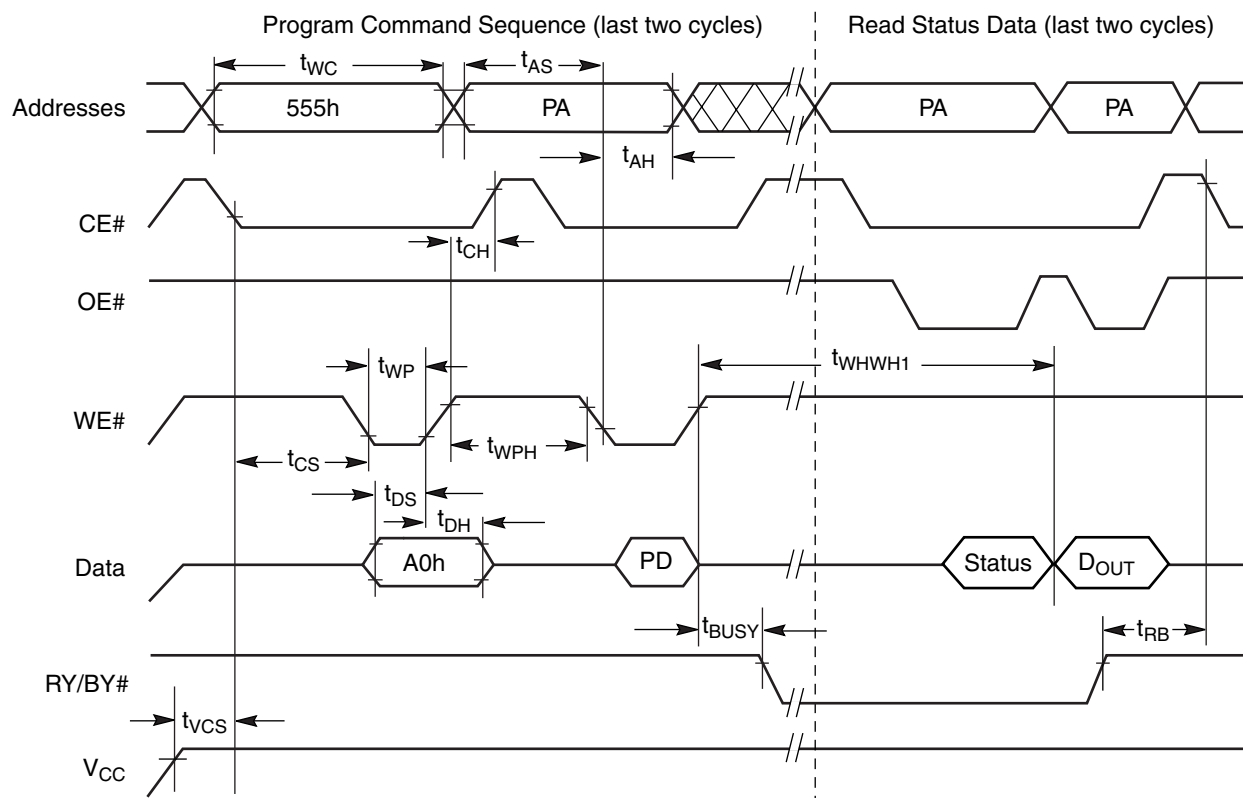 Program Command Sequence (last two cycles)
Read Status Data (last two cycles)
tWC
tAS
Addresses
555h
PA
PA
PA
tAH
CE#
tCH
OE#
tWP
tWHWH1
WE#
tWPH
tCS
tDS
tDH
Data
A0h
PD
Status
DOUT
tBUSY
tRB
RY/BY#
tVCS
VCC